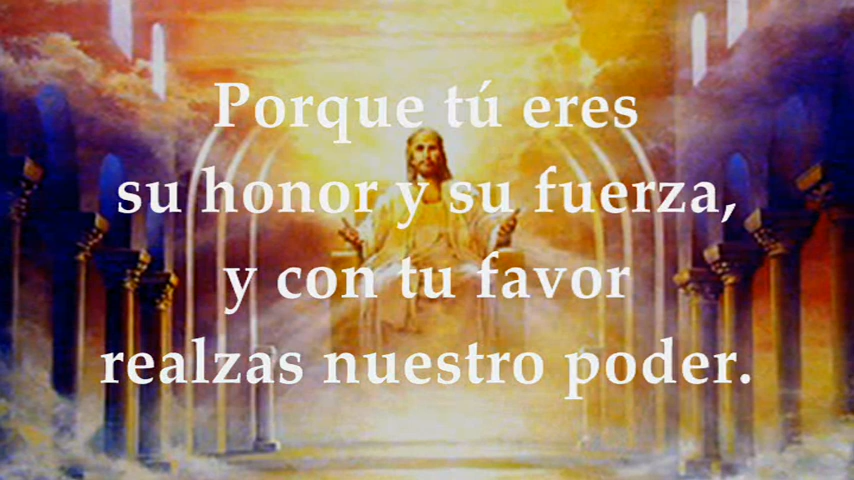 Porque tú eres
su honor y su fuerza,
y con tu favor
realzas nuestro poder.